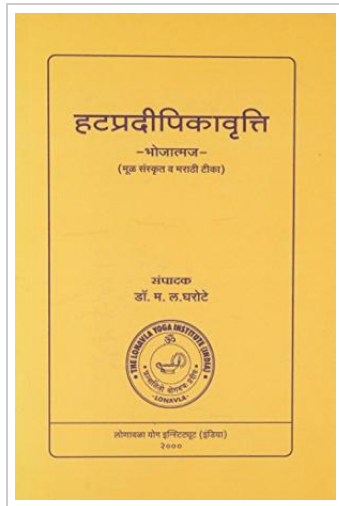 हटप्रदीपिकावृत्ति
–भोजात्मज–
(मूळ संस्कृत व मराठी टीका)
संपादक
डॉ. म. ल.घरोटे
THE LONAVLA YOGA INSTITUTE (INDIA)
ॐ
LONAVLA
लोणावळा योग इन्स्टिट्यूट (इंडिया)
२०००